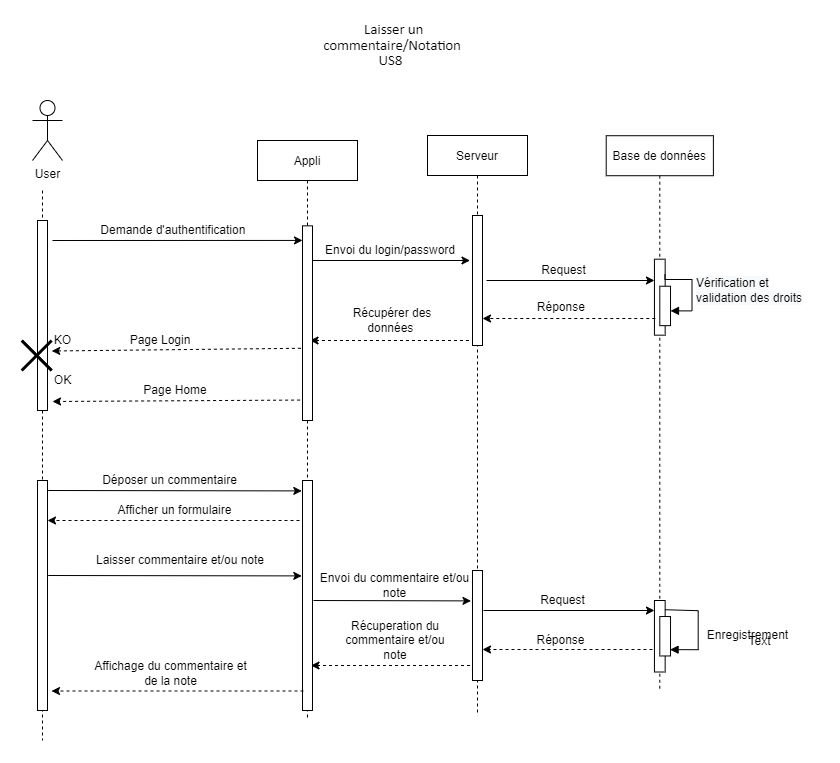 Laisser un
commentaire/Notation
US8
User
Appli
Serveur
Base de données
Demande d'authentification
Envoi du login/password
Request
Vérification et
validation des droits
Réponse
Récupérer des
données
KO
Page Login
OK
Page Home
Déposer un commentaire
Afficher un formulaire
Laisser commentaire et/ou note
Envoi du commentaire et/ou
note
Request
Enregistrement
Text
Réponse
Récuperation du
commentaire et/ou
note
Affichage du commentaire et
de la note